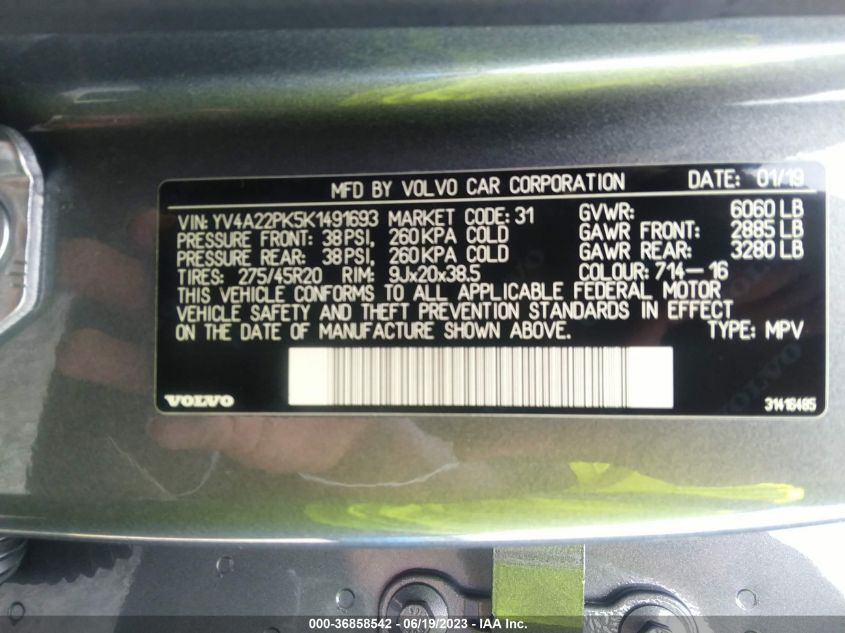 MFD BY VOLVO CAR CORPORATION DATE: 01/19
VIN: YV4A22PK5K1491693 MARKET CODE: 31 GVWR: 6060 LB
PRESSURE FRONT: 38 PSI, 260 KPA COLD GAWR FRONT: 2885 LB
PRESSURE REAR: 38 PSI, 260 KPA COLD GAWR REAR: 3280 LB
TIRES: 275/45R20 RIM: 9Jx20x38.5 COLOUR: 714-16
THIS VEHICLE CONFORMS TO ALL APPLICABLE FEDERAL MOTOR
VEHICLE SAFETY AND THEFT PREVENTION STANDARDS IN EFFECT
ON THE DATE OF MANUFACTURE SHOWN ABOVE. TYPE: MPV
VOLVO 31416485
000-36858542 - 06/19/2023 - © IAA Inc.